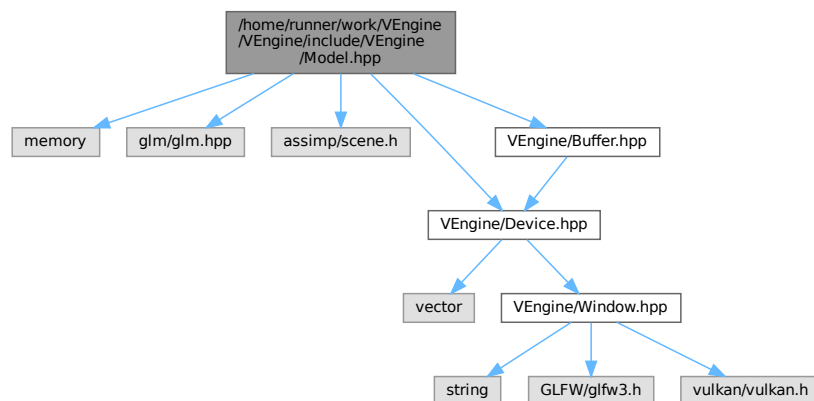 /home/runner/work/VEngine
/VEngine/include/VEngine
/Model.hpp
memory
glm/glm.hpp
assimp/scene.h
VEngine/Buffer.hpp
VEngine/Device.hpp
vector
VEngine/Window.hpp
string
GLFW/glfw3.h
vulkan/vulkan.h